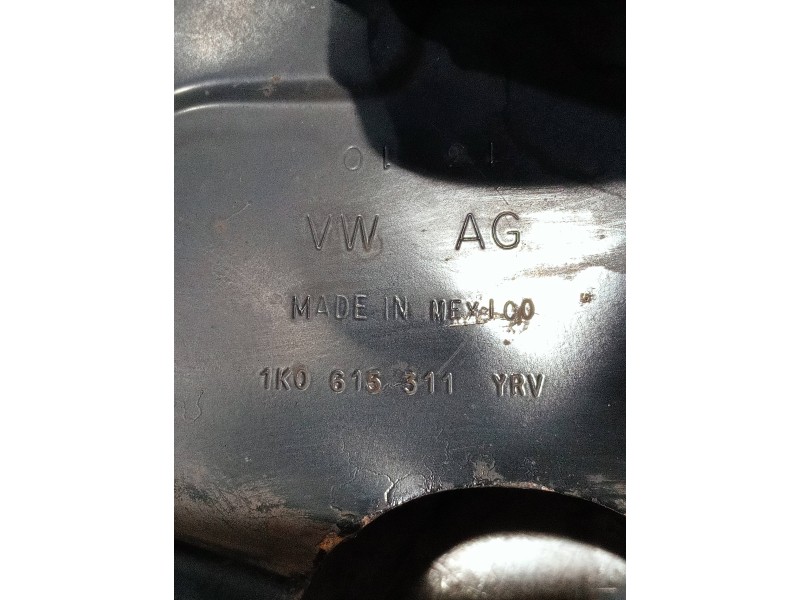 VW AG
MADE IN MEXICO
1K0 615 311 YRV